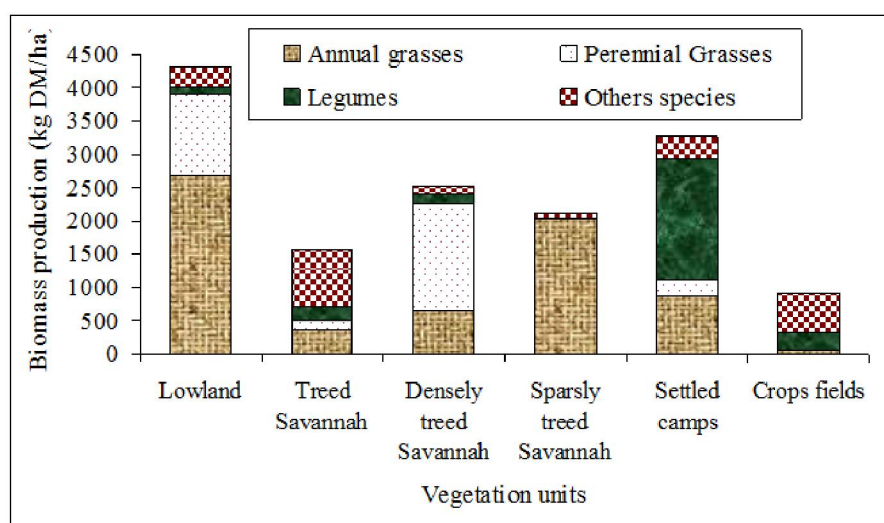 Biomass production (kg DM/ha)
4500
4000
3500
3000
2500
2000
1500
1000
500
0
Annual grasses
Perennial Grasses
Legumes
Others species
Lowland
Treed
Savannah
Densely
treed
Savannah
Sparsly
treed
Savannah
Settled
camps
Crops fields
Vegetation units